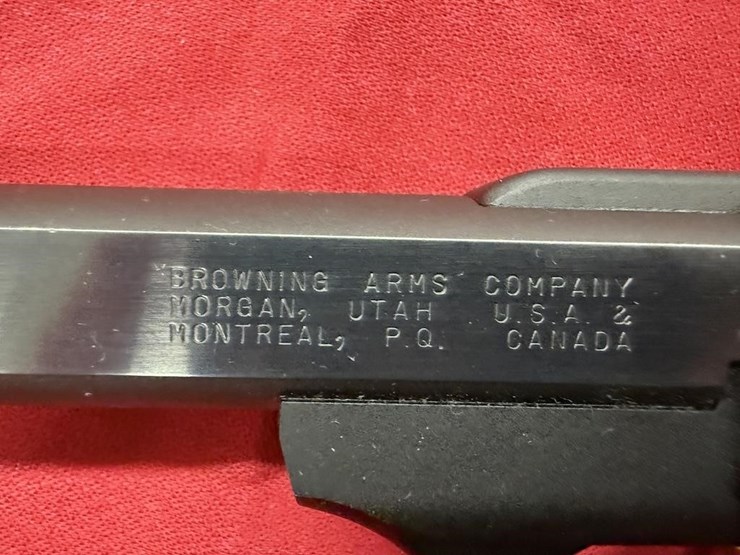 BROWNING ARMS COMPANY
MORGAN, UTAH U.S.A. &
MONTREAL, P.Q. CANADA